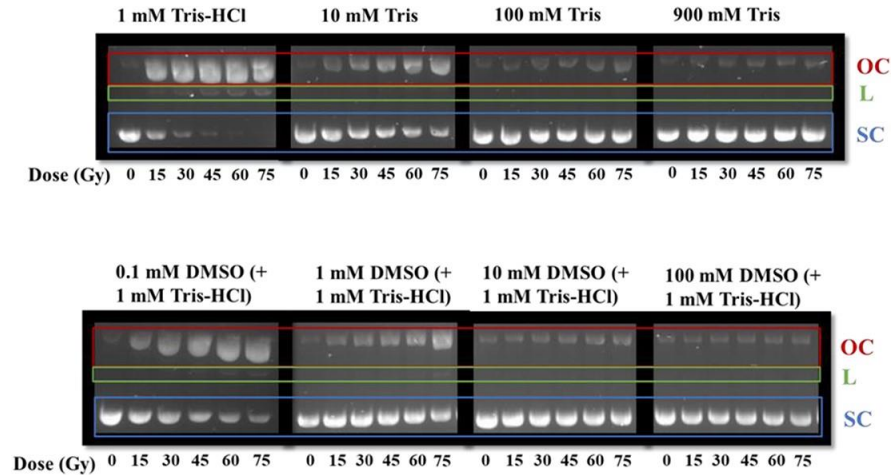 1 mM Tris-HCl 10 mM Tris 100 mM Tris 900 mM Tris
OC
L
SC
Dose (Gy) 0 15 30 45 60 75 0 15 30 45 60 75 0 15 30 45 60 75 0 15 30 45 60 75
0.1 mM DMSO (+
1 mM Tris-HCl)
1 mM DMSO (+
1 mM Tris-HCl)
10 mM DMSO (+
1 mM Tris-HCl)
100 mM DMSO (+
1 mM Tris-HCl)
OC
L
SC
Dose (Gy) 0 15 30 45 60 75 0 15 30 45 60 75 0 15 30 45 60 75 0 15 30 45 60 75